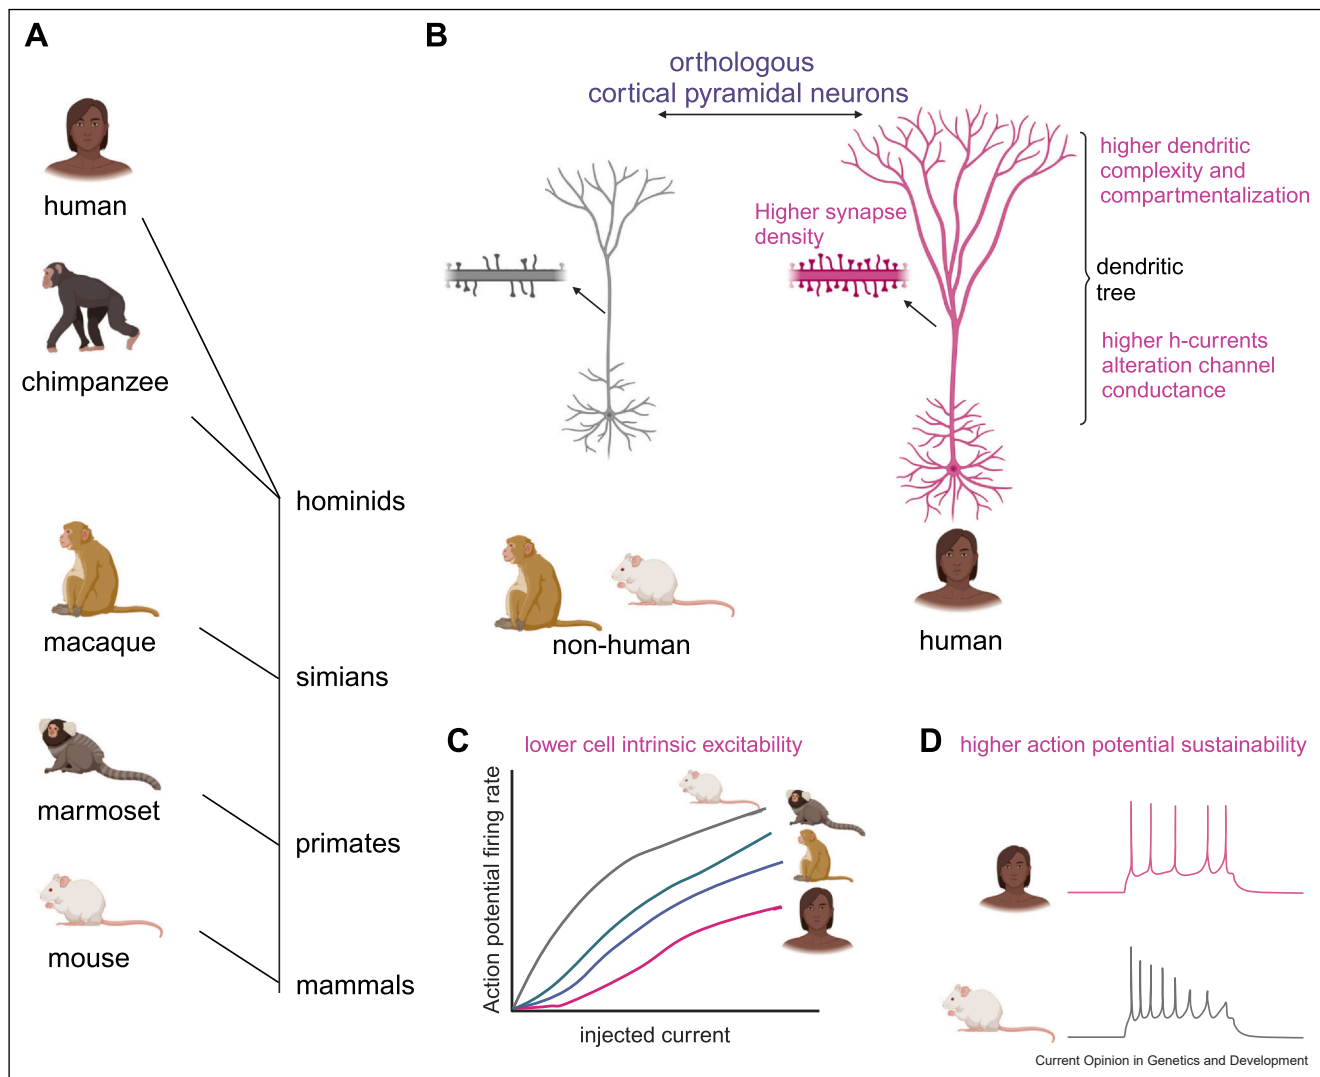 A
human
chimpanzee
hominids
macaque
simians
marmoset
primates
mouse
mammals
B
orthologous
cortical pyramidal neurons
Higher synapse
density
higher dendritic
complexity and
compartmentalization
dendritic
tree
higher h-currents
alteration channel
conductance
non-human
human
C
lower cell intrinsic excitability
Action potential firing rate
injected current
D
higher action potential sustainability
Current Opinion in Genetics and Development